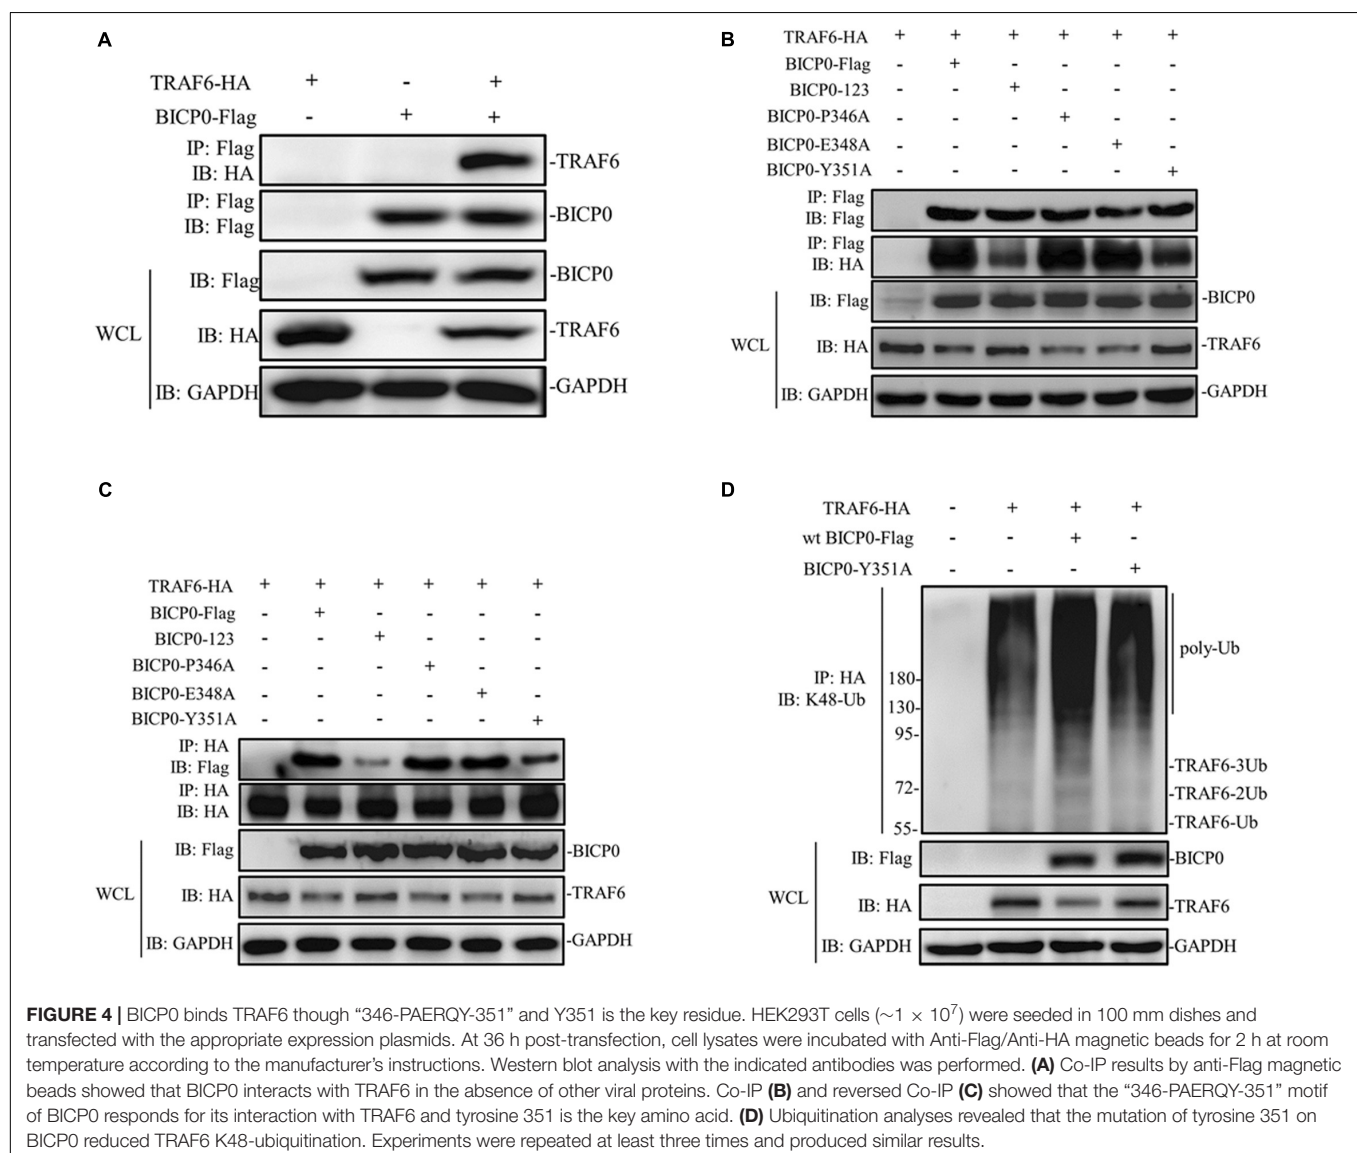 A
TRAF6-HA + - +
BICP0-Flag - + +
IP: Flag
IB: HA
-TRAF6
IP: Flag
IB: Flag
-BICP0
IB: Flag
-BICP0
WCL
IB: HA
-TRAF6
IB: GAPDH
-GAPDH
B
TRAF6-HA + + + + + +
BICP0-Flag - + - - - -
BICP0-123 - - + - - -
BICP0-P346A - - - + - -
BICP0-E348A - - - - + -
BICP0-Y351A - - - - - +
IP: Flag
IB: Flag
IP: Flag
IB: HA
IB: Flag
-BICP0
WCL
IB: HA
-TRAF6
IB: GAPDH
-GAPDH
C
TRAF6-HA + + + + + +
BICP0-Flag - + - - - -
BICP0-123 - - + - - -
BICP0-P346A - - - + - -
BICP0-E348A - - - - + -
BICP0-Y351A - - - - - +
IP: HA
IB: Flag
IP: HA
IB: HA
IB: Flag
-BICP0
WCL
IB: HA
-TRAF6
IB: GAPDH
-GAPDH
D
TRAF6-HA - + + +
wt BICP0-Flag - - + -
BICP0-Y351A - - - +
IP: HA
IB: K48-Ub
180-
130-
95-
72-
55-
poly-Ub
-TRAF6-3Ub
-TRAF6-2Ub
-TRAF6-Ub
IB: Flag
-BICP0
WCL
IB: HA
-TRAF6
IB: GAPDH
-GAPDH
FIGURE 4 | BICP0 binds TRAF6 though “346-PAERQY-351” and Y351 is the key residue. HEK293T cells (∼1 × 10⁷) were seeded in 100 mm dishes and
transfected with the appropriate expression plasmids. At 36 h post-transfection, cell lysates were incubated with Anti-Flag/Anti-HA magnetic beads for 2 h at room
temperature according to the manufacturer’s instructions. Western blot analysis with the indicated antibodies was performed. (A) Co-IP results by anti-Flag magnetic
beads showed that BICP0 interacts with TRAF6 in the absence of other viral proteins. Co-IP (B) and reversed Co-IP (C) showed that the “346-PAERQY-351” motif
of BICP0 responds for its interaction with TRAF6 and tyrosine 351 is the key amino acid. (D) Ubiquitination analyses revealed that the mutation of tyrosine 351 on
BICP0 reduced TRAF6 K48-ubiquitination. Experiments were repeated at least three times and produced similar results.